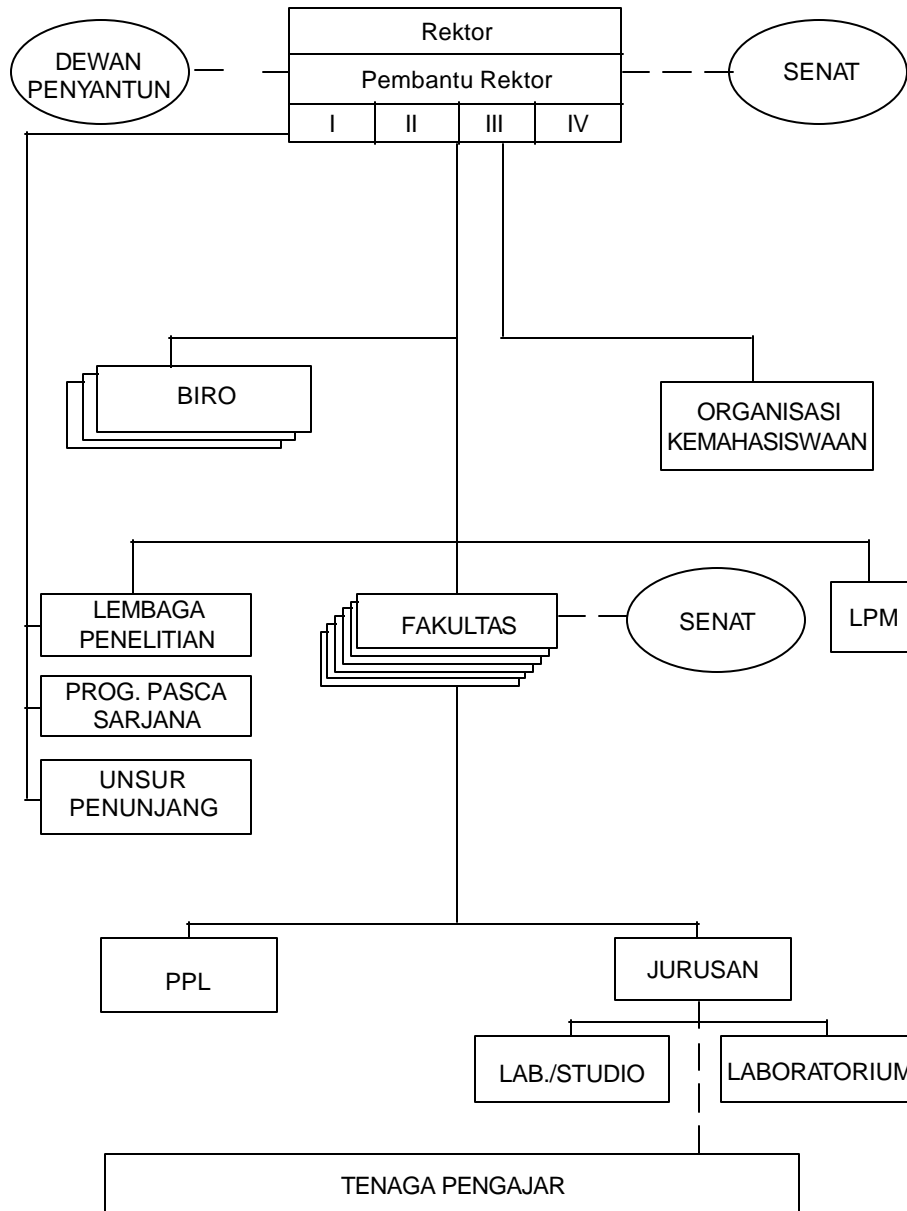 Rektor
DEWAN
PENYANTUN
Pembantu Rektor
SENAT
I II III IV
BIRO
ORGANISASI
KEMAHASISWAAN
LEMBAGA
PENELITIAN
FAKULTAS
SENAT
LPM
PROG. PASCA
SARJANA
UNSUR
PENUNJANG
PPL
JURUSAN
LAB./STUDIO
LABORATORIUM
TENAGA PENGAJAR